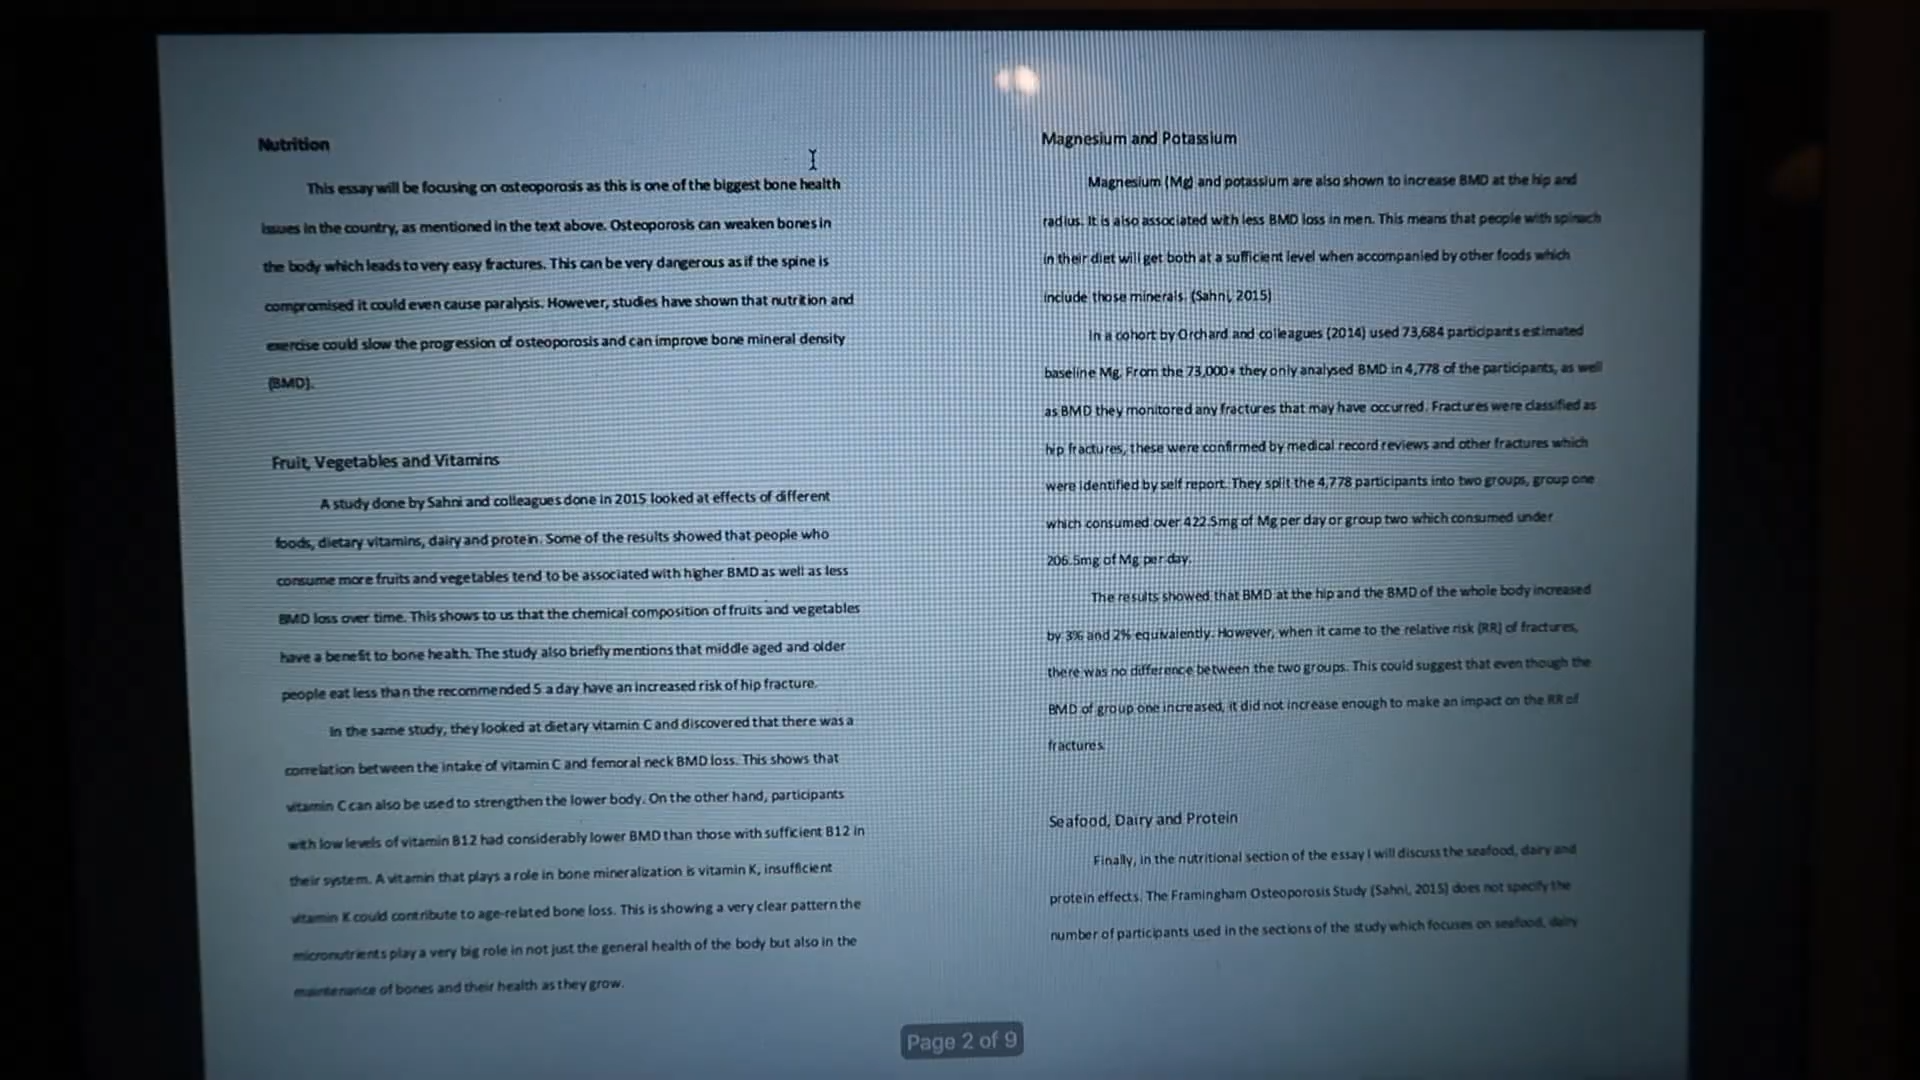 Nutrition
This essay will be focusing on osteoporosis as this is one of the biggest bone health
issues in the country, as mentioned in the text above. Osteoporosis can weaken bones in
the body which leads to very easy fractures. This can be very dangerous as if the spine is
compromised it could even cause paralysis. However, studies have shown that nutrition and
exercise could slow the progression of osteoporosis and can improve bone mineral density
(BMD).
Fruit, Vegetables and Vitamins
A study done by Sahni and colleagues done in 2015 looked at effects of different
foods, dietary vitamins, dairy and protein. Some of the results showed that people who
consume more fruits and vegetables tend to be associated with higher BMD as well as less
BMD loss over time. This shows to us that the chemical composition of fruits and vegetables
have a benefit to bone health. The study also briefly mentions that middle aged and older
people eat less than the recommended 5 a day have an increased risk of hip fracture.
In the same study, they looked at dietary vitamin C and discovered that there was a
correlation between the intake of vitamin C and femoral neck BMD loss. This shows that
vitamin C can also be used to strengthen the lower body. On the other hand, participants
with low levels of vitamin B12 had considerably lower BMD than those with sufficient B12 in
their system. A vitamin that plays a role in bone mineralization is vitamin K, insufficient
vitamin K could contribute to age-related bone loss. This is showing a very clear pattern the
micronutrients play a very big role in not just the general health of the body but also in the
maintenance of bones and their health as they grow.
Magnesium and Potassium
Magnesium (Mg) and potassium are also shown to increase BMD at the hip and
radius. It is also associated with less BMD loss in men. This means that people with spinach
in their diet will get both at a sufficient level when accompanied by other foods which
include those minerals. (Sahni, 2015)
In a cohort by Orchard and colleagues (2014) used 73,684 participants estimated
baseline Mg. From the 73,000+ they only analysed BMD in 4,778 of the participants, as well
as BMD they monitored any fractures that may have occurred. Fractures were classified as
hip fractures, these were confirmed by medical record reviews and other fractures which
were identified by self report. They split the 4,778 participants into two groups, group one
which consumed over 422.5mg of Mg per day or group two which consumed under
206.5mg of Mg per day.
The results showed that BMD at the hip and the BMD of the whole body increased
by 3% and 2% equivalently. However, when it came to the relative risk (RR) of fractures,
there was no difference between the two groups. This could suggest that even though the
BMD of group one increased, it did not increase enough to make an impact on the RR of
fractures.
Seafood, Dairy and Protein
Finally, in the nutritional section of the essay I will discuss the seafood, dairy and
protein effects. The Framingham Osteoporosis Study (Sahni, 2015) does not specify the
number of participants used in the sections of the study which focuses on seafood, dairy
Page 2 of 9